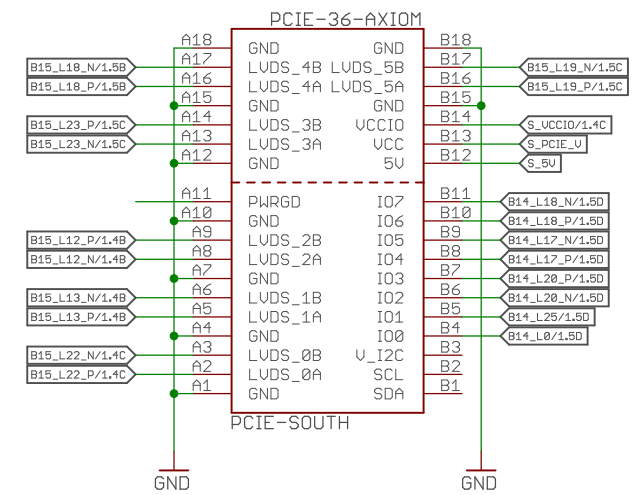 PCIE-36-AXIOM
A18 GND GND B18
B15_L18_N/1.5B A17 LVDS_4B LVDS_5B B17 B15_L19_N/1.5C
B15_L18_P/1.5B A16 LVDS_4A LVDS_5A B16 B15_L19_P/1.5C
A15 GND GND B15
B15_L23_P/1.5C A14 LVDS_3B VCCIO B14 S_VCCIO/1.4C
B15_L23_N/1.5C A13 LVDS_3A VCC B13 S_PCIE_V
A12 GND 5V B12 S_5V
A11 PWRGD IO7 B11 B14_L18_N/1.5D
A10 GND IO6 B10 B14_L18_P/1.5D
B15_L12_P/1.4B A9 LVDS_2B IO5 B9 B14_L17_N/1.5D
B15_L12_N/1.4B A8 LVDS_2A IO4 B8 B14_L17_P/1.5D
A7 GND IO3 B7 B14_L20_P/1.5D
B15_L13_N/1.4B A6 LVDS_1B IO2 B6 B14_L20_N/1.5D
B15_L13_P/1.4B A5 LVDS_1A IO1 B5 B14_L25/1.5D
A4 GND IO0 B4 B14_L0/1.5D
B15_L22_N/1.4C A3 LVDS_0B V_I2C B3
B15_L22_P/1.4C A2 LVDS_0A SCL B2
A1 GND SDA B1
PCIE-SOUTH
GND GND